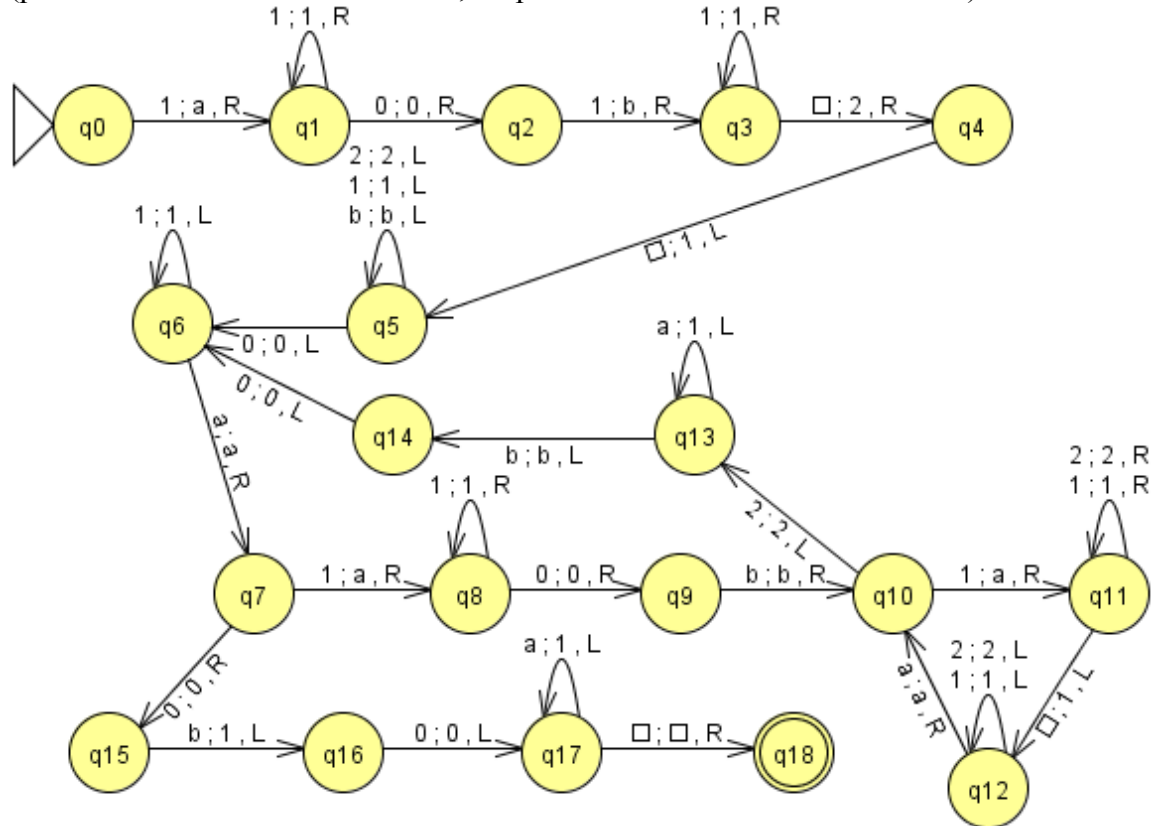 1 ; 1 , R
1 ; 1 , R
q0
1 ; a , R
q1
0 ; 0 , R
q2
1 ; b , R
q3
□ ; 2 , R
q4
2 ; 2 , L
1 ; 1 , L
b ; b , L
1 ; 1 , L
□ ; 1 , L
q6
q5
0 ; 0 , L
a ; 1 , L
0 ; 0 , L
q14
q13
b ; b , L
a ; a , R
1 ; 1 , R
2 ; 2 , R
1 ; 1 , R
2 ; 2 , L
q7
1 ; a , R
q8
0 ; 0 , R
q9
b ; b , R
q10
1 ; a , R
q11
0 ; 0 , R
a ; 1 , L
2 ; 2 , L
1 ; 1 , L
a ; a , R
□ ; 1 , L
q15
b ; 1 , L
q16
0 ; 0 , L
q17
□ ; □ , R
q18
q12